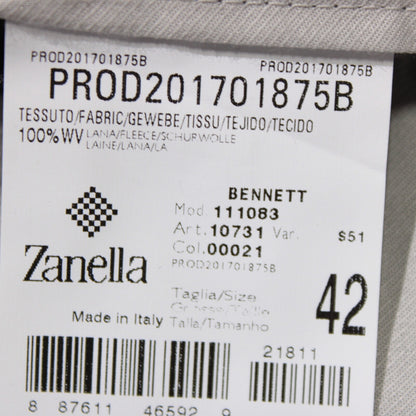 PROD201701875B PROD201701875B
PROD201701875B
TESSUTO/FABRIC/GEWEBE/TISSU/TEJIDO/TECIDO
100%WV LANA/FLEECE/SCHURWOLLE
LAINE/LANA/LA
BENNETT
Mod. 111083
Art. 10731 Var. S51
Col. 00021
PROD201701875B
Zanella
Taglia/Size
42
Made in Italy Talla/Tamanho
21811
8 87611 46592 9